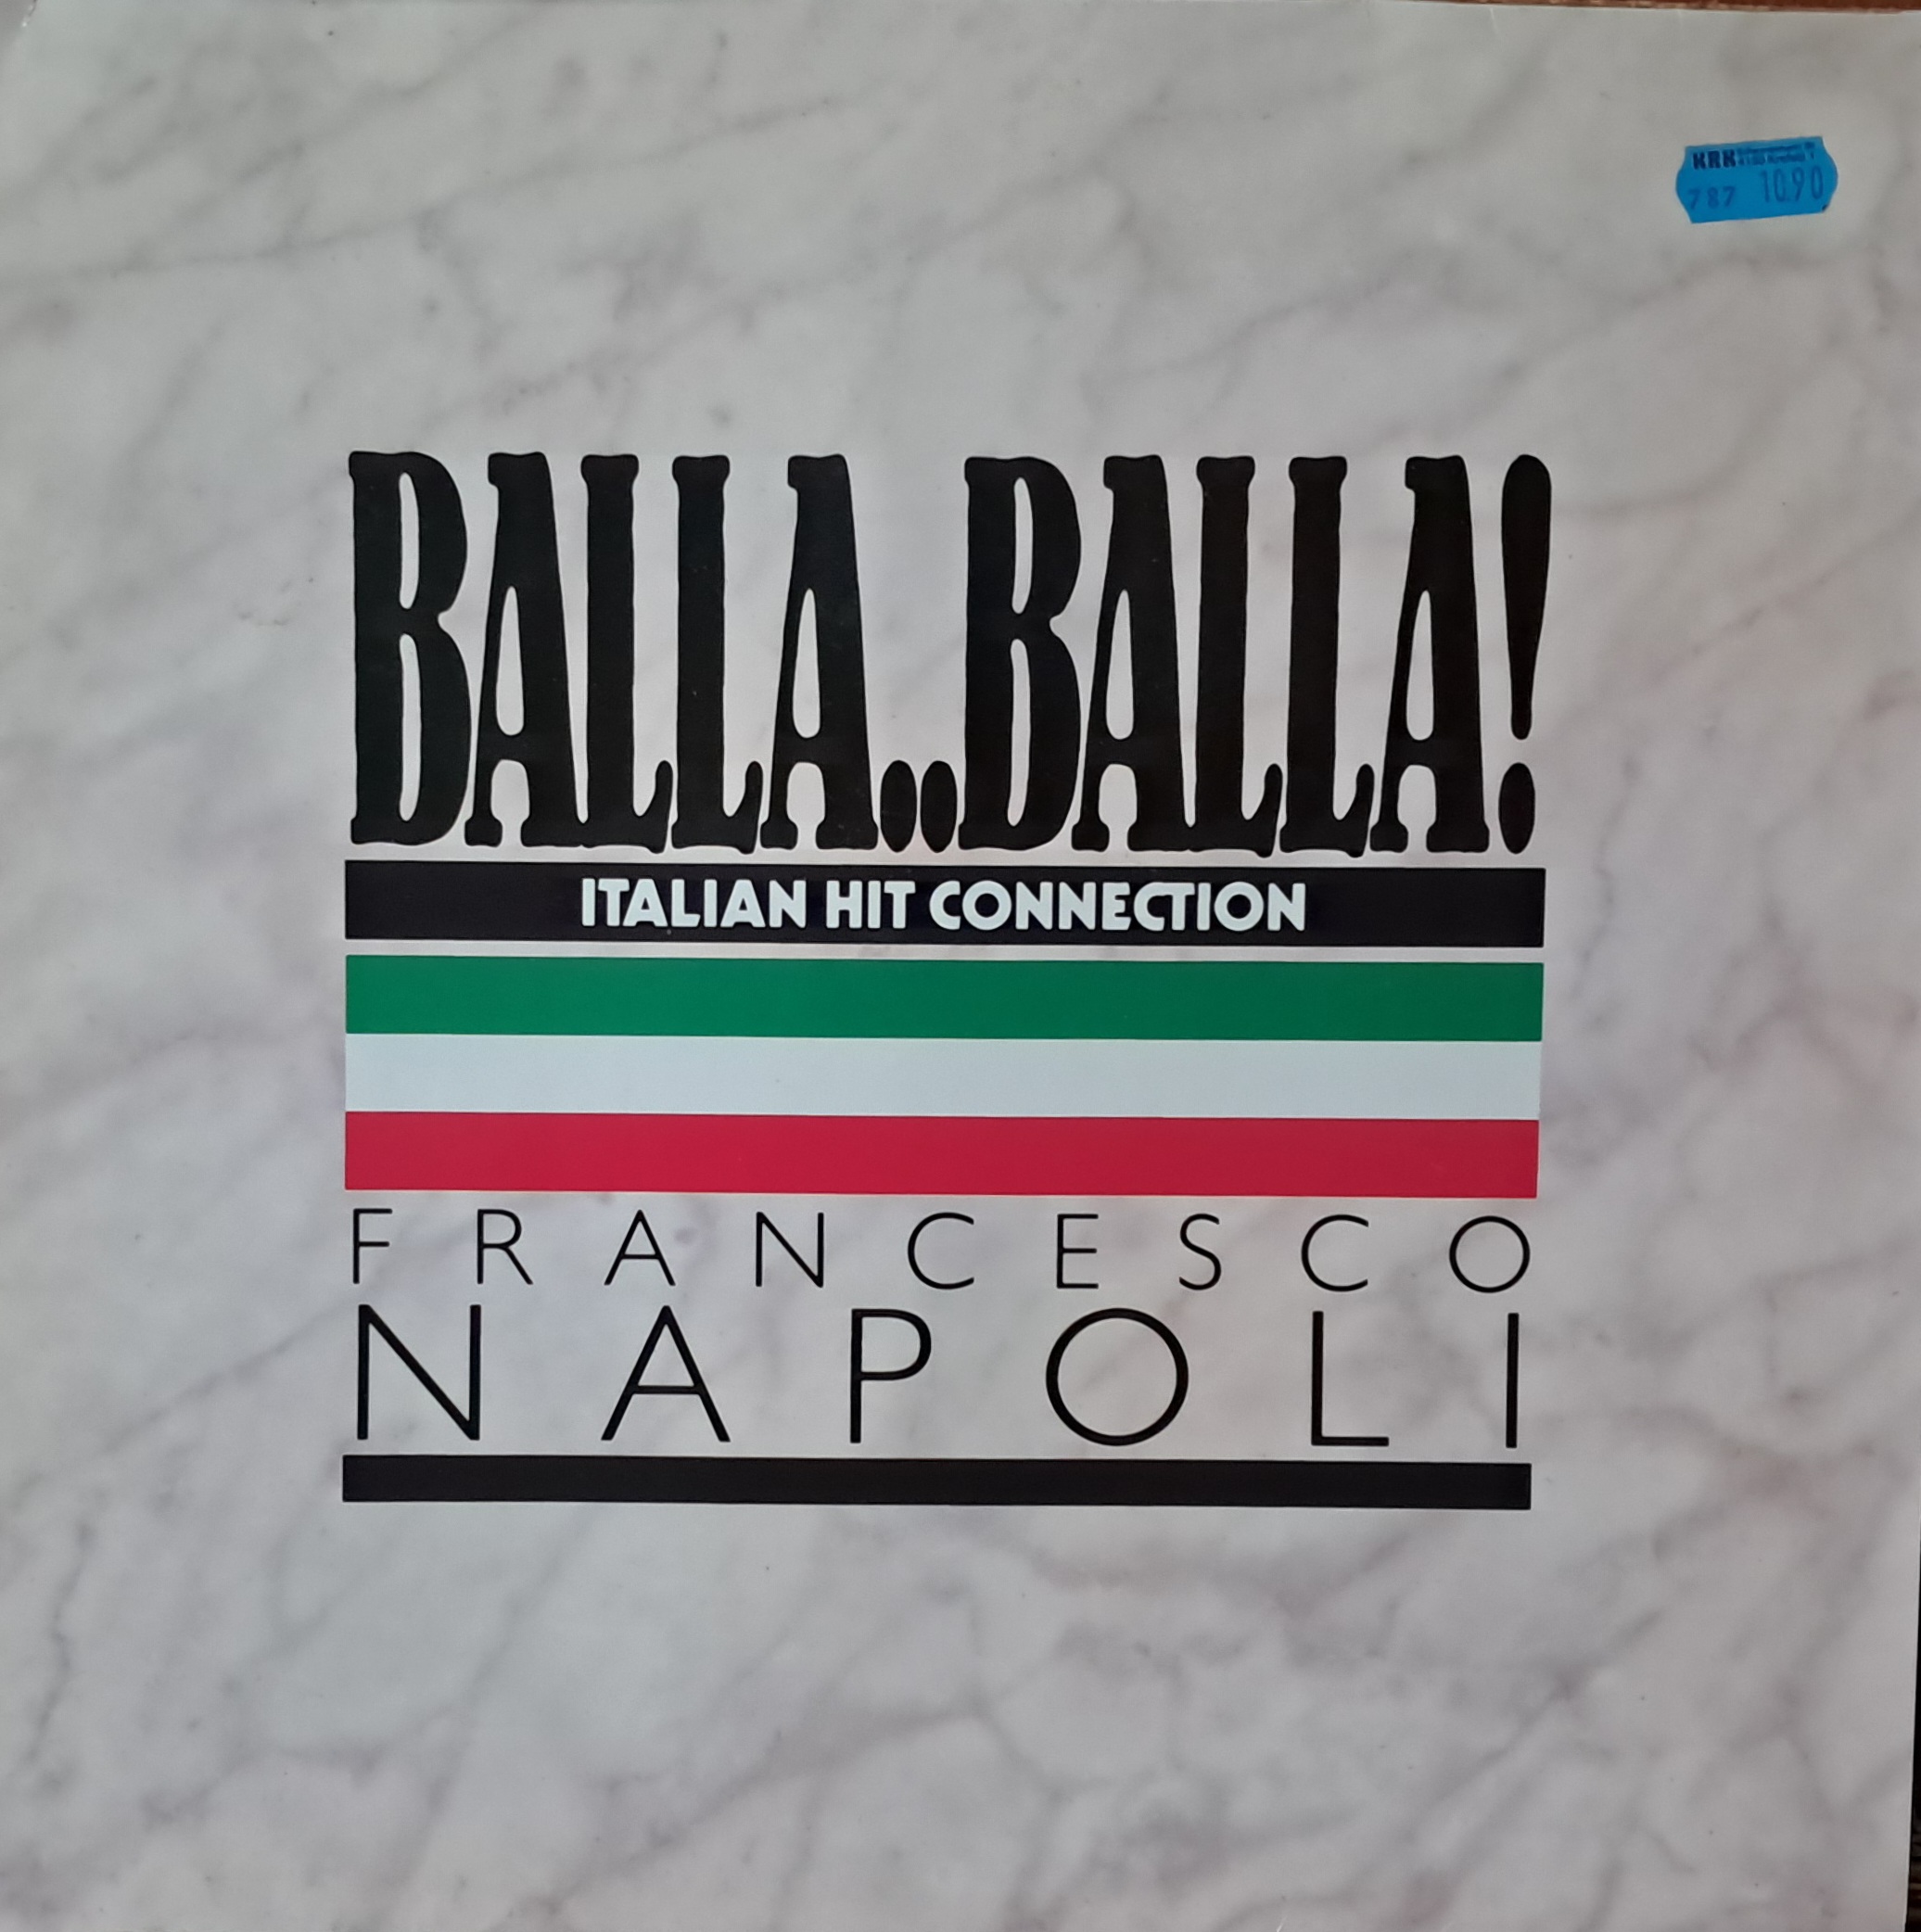 KRK
787 10.90
BALLA..BALLA!
ITALIAN HIT CONNECTION
FRANCESCO
NAPOLI